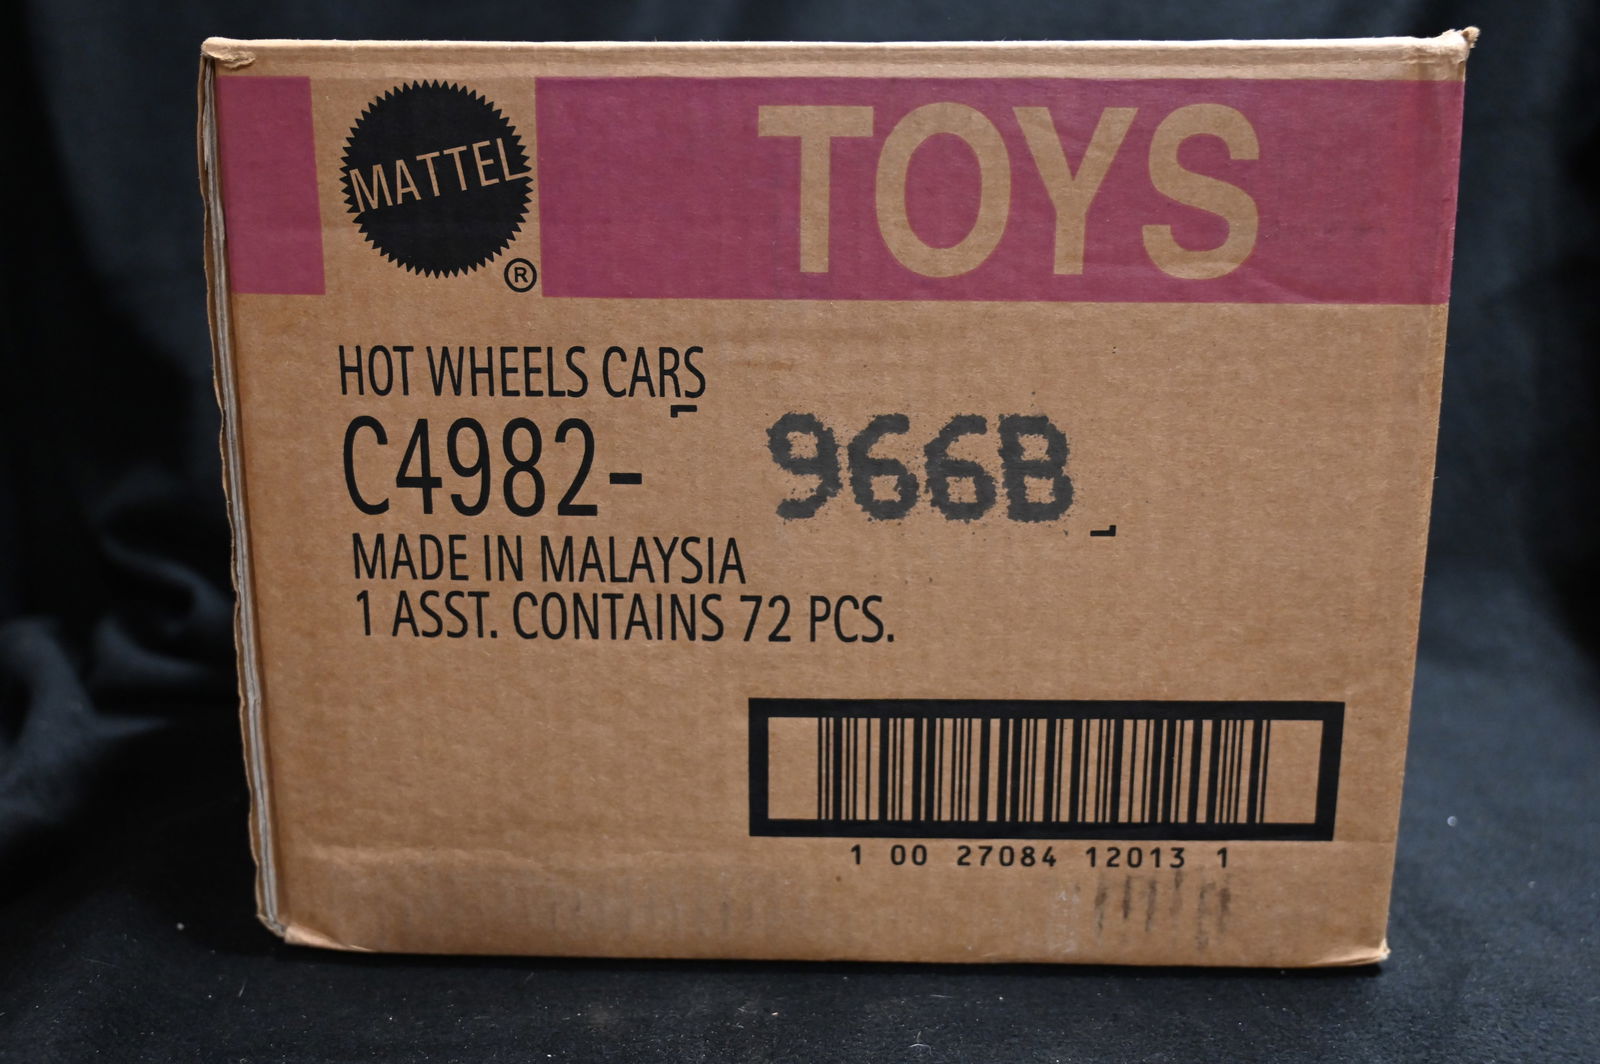 MATTEL ® TOYS
HOT WHEELS CARS
C4982- 966B
MADE IN MALAYSIA
1 ASST. CONTAINS 72 PCS.
1 00 27084 12013 1